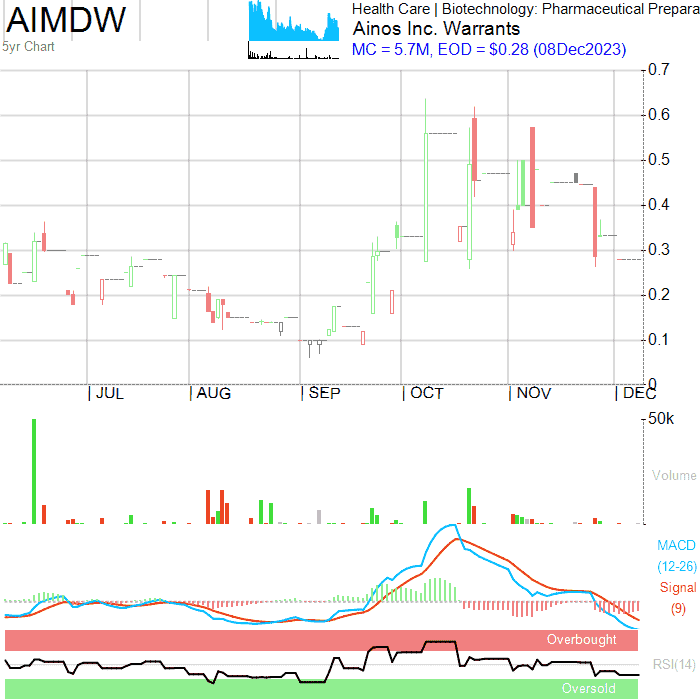 AIMDW
5yr Chart
Health Care | Biotechnology: Pharmaceutical Prepara
Ainos Inc. Warrants
MC = 5.7M, EOD = $0.28 (08Dec2023)
0.7
0.6
0.5
0.4
0.3
0.2
0.1
0
| JUL | AUG | SEP | OCT | NOV | DEC
50k
Volume
MACD
(12-26)
Signal
(9)
Overbought
RSI(14)
Oversold